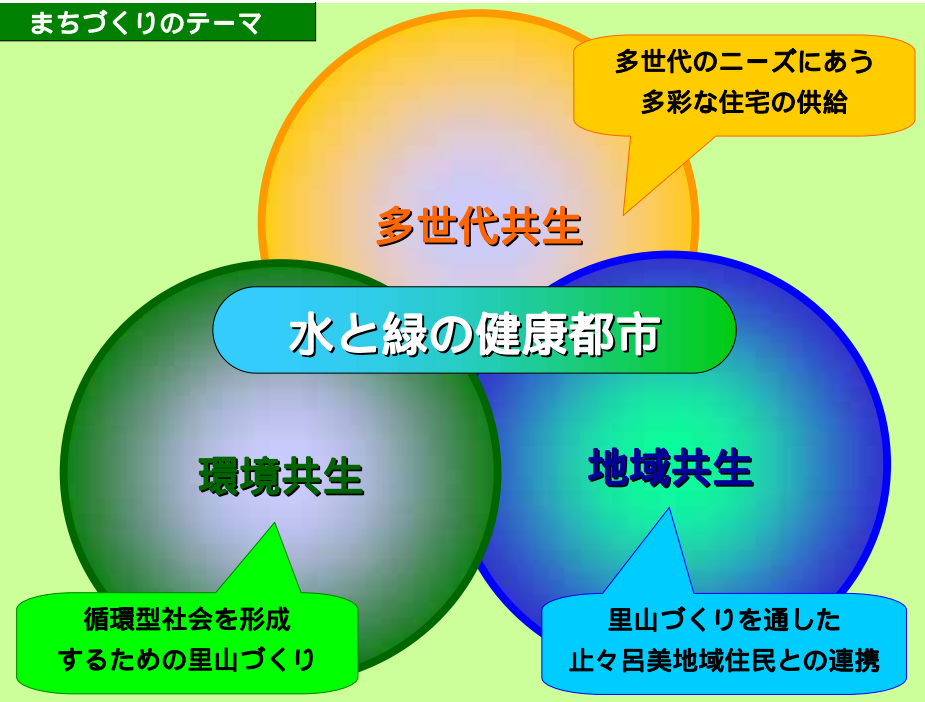 まちづくりのテーマ
多世代のニーズにあう
多彩な住宅の供給
多世代共生
水と緑の健康都市
環境共生
地域共生
循環型社会を形成
するための里山づくり
里山づくりを通した
止々呂美地域住民との連携